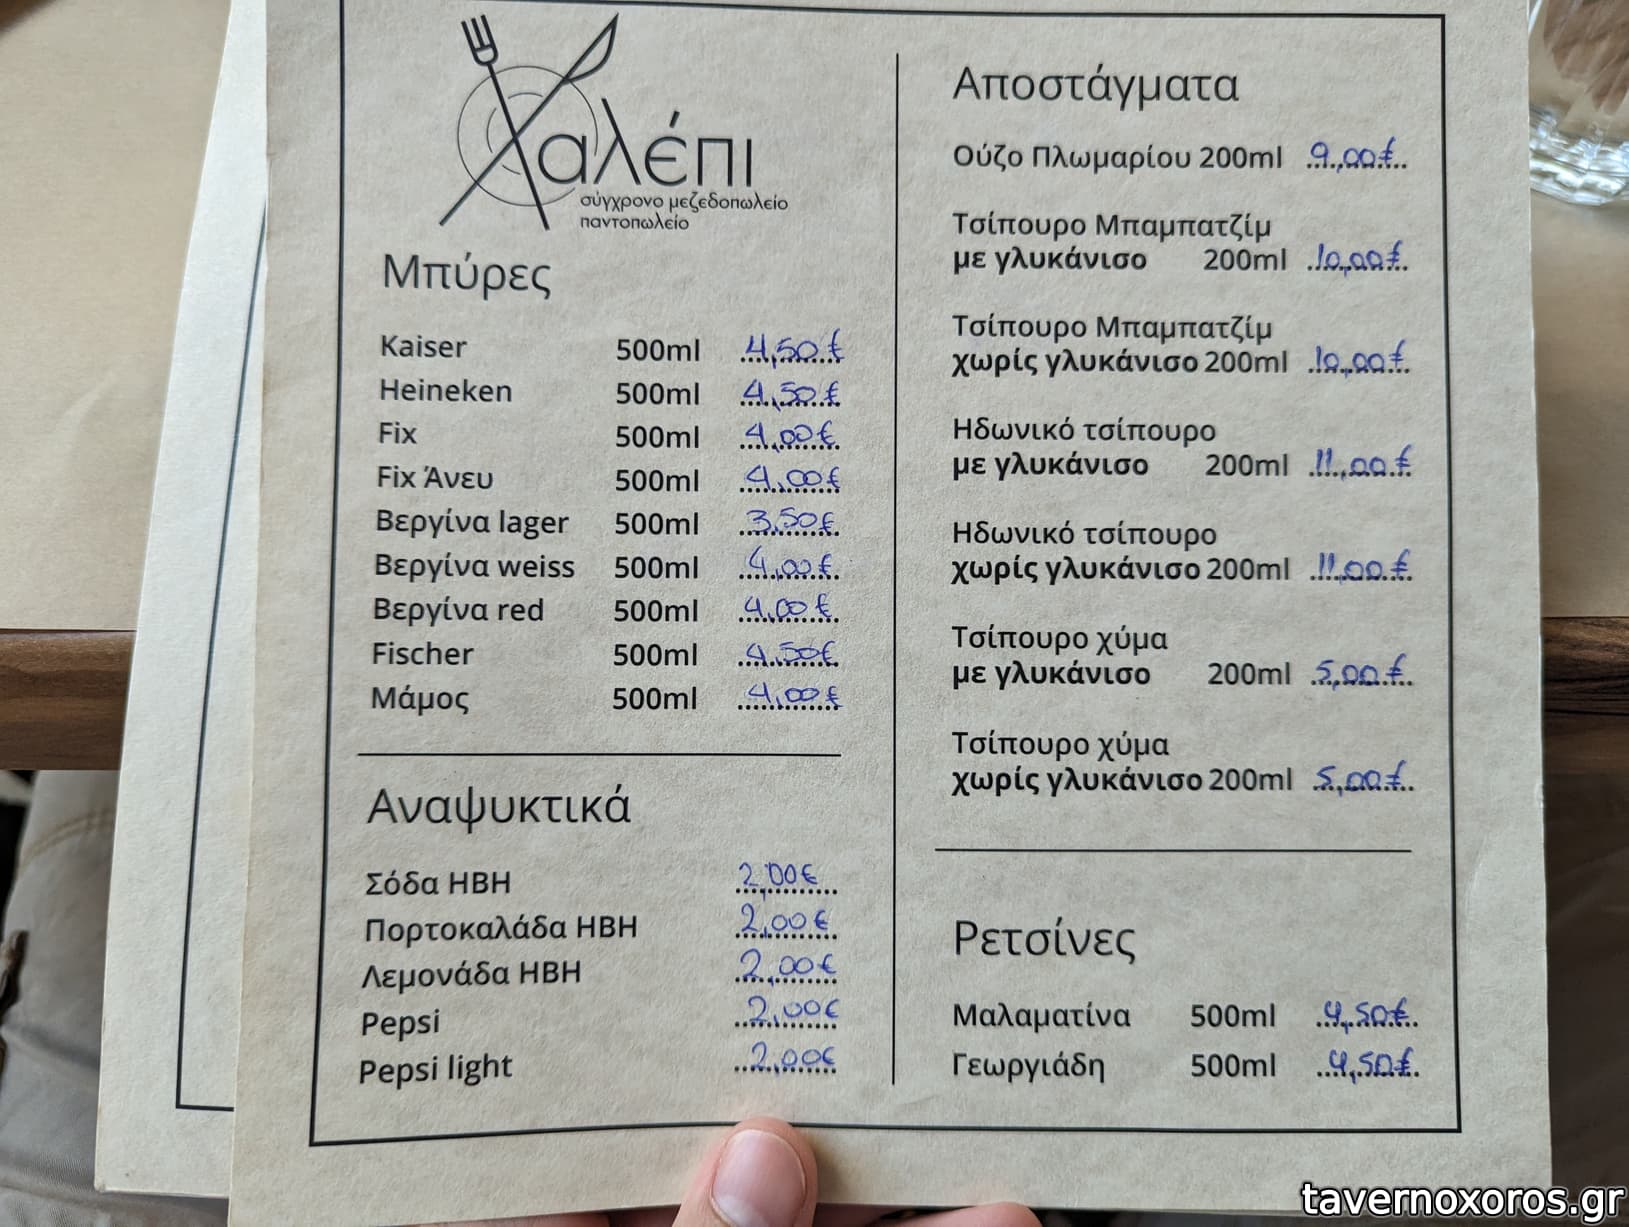 Χαλέπι
σύγχρονο μεζεδοπωλείο
παντοπωλείο
Μπύρες
Kaiser 500ml 4,50€
Heineken 500ml 4,50€
Fix 500ml 4,00€
Fix Άνευ 500ml 4,00€
Βεργίνα lager 500ml 3,50€
Βεργίνα weiss 500ml 4,00€
Βεργίνα red 500ml 4,00€
Fischer 500ml 4,50€
Μάμος 500ml 4,00€
Αναψυκτικά
Σόδα ΗΒΗ 2,00€
Πορτοκαλάδα ΗΒΗ 2,00€
Λεμονάδα ΗΒΗ 2,00€
Pepsi 2,00€
Pepsi light 2,00€
Αποστάγματα
Ούζο Πλωμαρίου 200ml 9,00€
Τσίπουρο Μπαμπατζίμ
με γλυκάνισο 200ml 10,00€
Τσίπουρο Μπαμπατζίμ
χωρίς γλυκάνισο 200ml 10,00€
Ηδωνικό τσίπουρο
με γλυκάνισο 200ml 11,00€
Ηδωνικό τσίπουρο
χωρίς γλυκάνισο 200ml 11,00€
Τσίπουρο χύμα
με γλυκάνισο 200ml 5,00€
Τσίπουρο χύμα
χωρίς γλυκάνισο 200ml 5,00€
Ρετσίνες
Μαλαματίνα 500ml 4,50€
Γεωργιάδη 500ml 4,50€
tavernoxoros.gr